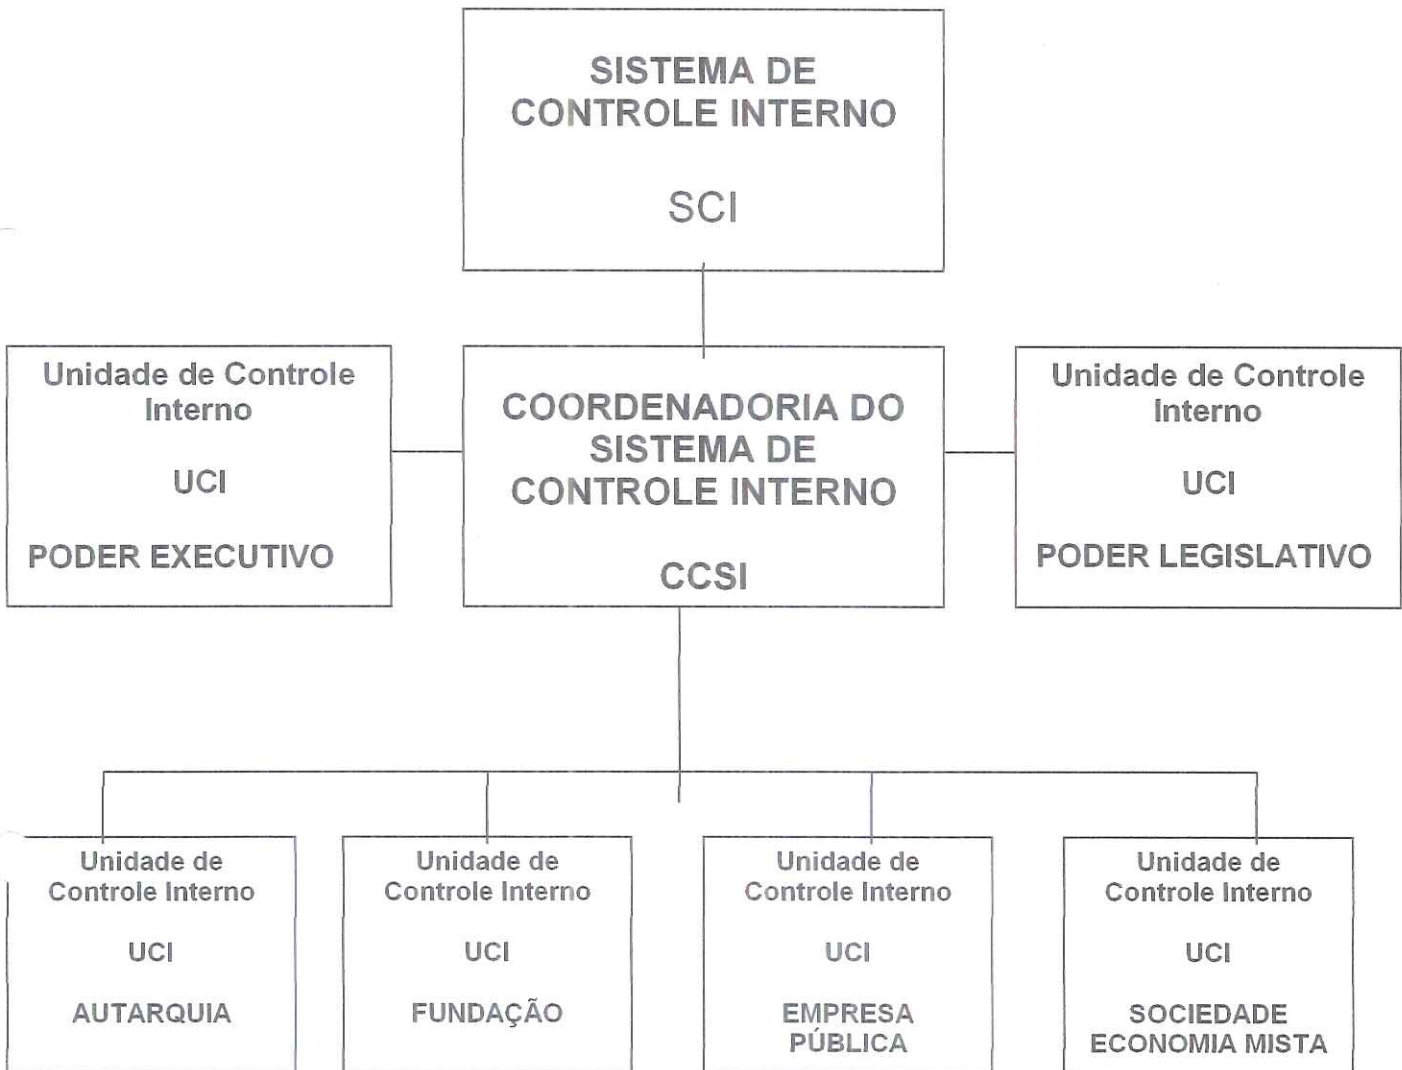 SISTEMA DE
CONTROLE INTERNO
SCI
Unidade de Controle
Interno
UCI
PODER EXECUTIVO
COORDENADORIA DO
SISTEMA DE
CONTROLE INTERNO
CCSI
Unidade de Controle
Interno
UCI
PODER LEGISLATIVO
Unidade de
Controle Interno
UCI
AUTARQUIA
Unidade de
Controle Interno
UCI
FUNDAÇÃO
Unidade de
Controle Interno
UCI
EMPRESA
PÚBLICA
Unidade de
Controle Interno
UCI
SOCIEDADE
ECONOMIA MISTA